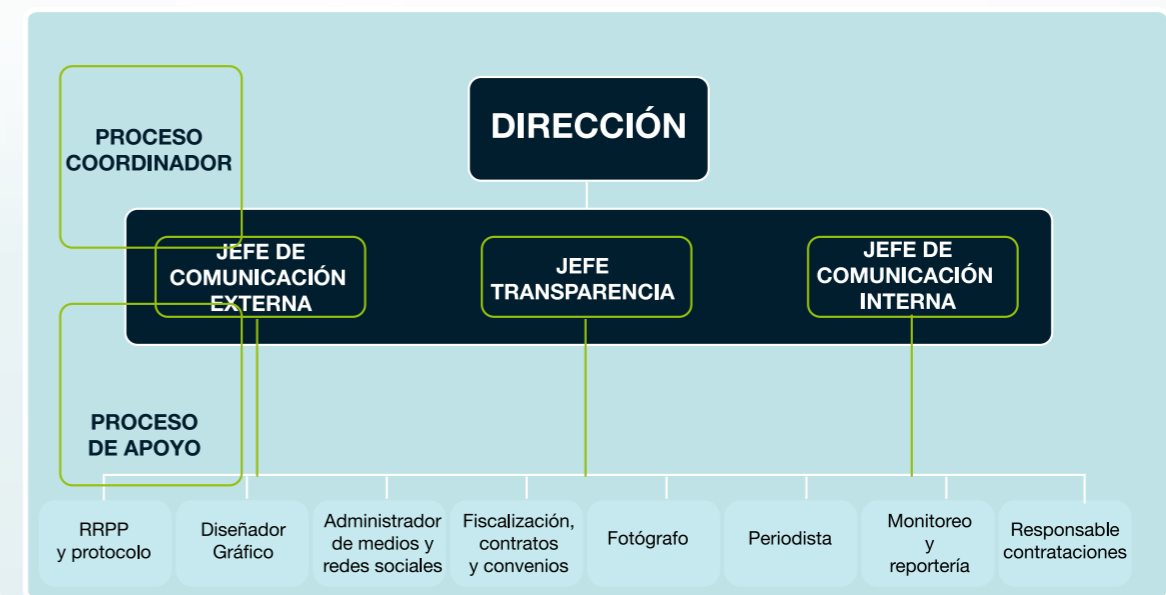 PROCESO
COORDINADOR
DIRECCIÓN
JEFE DE
COMUNICACIÓN
EXTERNA
JEFE
TRANSPARENCIA
JEFE DE
COMUNICACIÓN
INTERNA
PROCESO
DE APOYO
RRPP
y protocolo
Diseñador
Gráfico
Administrador
de medios y
redes sociales
Fiscalización,
contratos
y convenios
Fotógrafo
Periodista
Monitoreo
y
reportería
Responsable
contrataciones